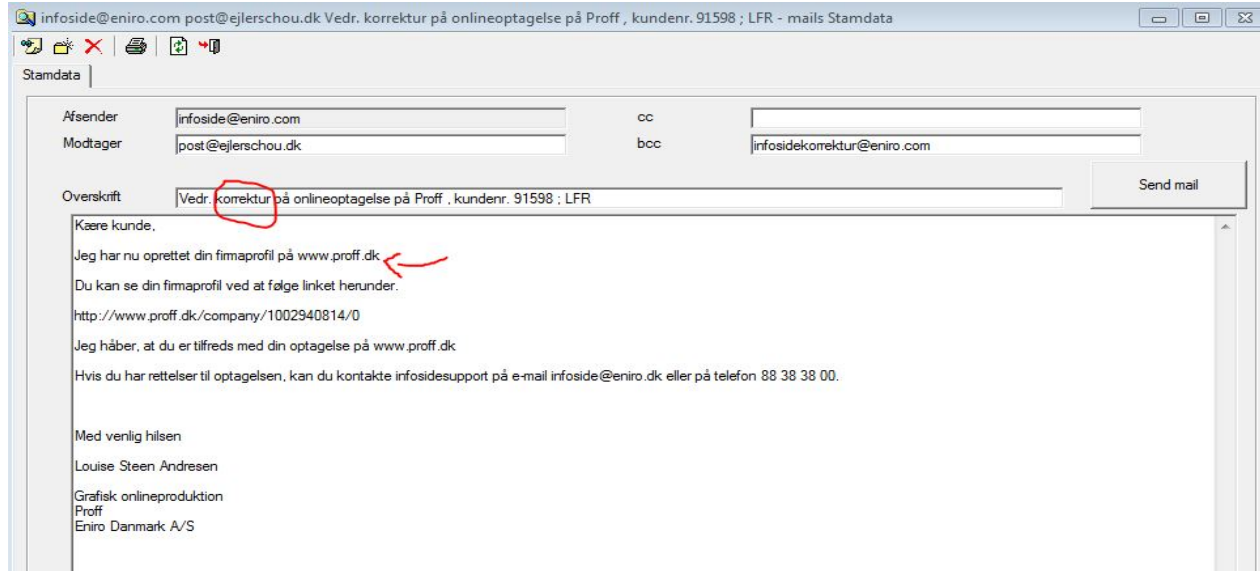 infoside@eniro.com post@ejlerschou.dk Vedr. korrektur på onlineoptagelse på Proff , kundenr. 91598 ; LFR - mails Stamdata
Stamdata
Afsender infoside@eniro.com cc
Modtager post@ejlerschou.dk bcc infosidekorrektur@eniro.com
Send mail
Overskrift Vedr. korrektur på onlineoptagelse på Proff , kundenr. 91598 ; LFR
Kære kunde,
Jeg har nu oprettet din firmaprofil på www.proff.dk
Du kan se din firmaprofil ved at følge linket herunder.
http://www.proff.dk/company/1002940814/0
Jeg håber, at du er tilfreds med din optagelse på www.proff.dk
Hvis du har rettelser til optagelsen, kan du kontakte infosidesupport på e-mail infoside@eniro.dk eller på telefon 88 38 38 00.
Med venlig hilsen
Louise Steen Andresen
Grafisk onlineproduktion
Proff
Eniro Danmark A/S